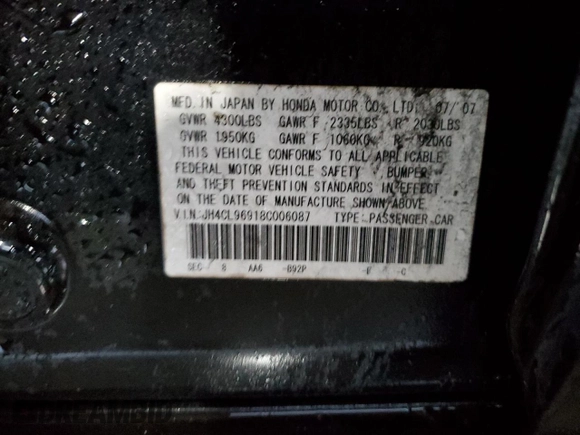 MFD. IN JAPAN BY HONDA MOTOR CO., LTD. 07/07
GVWR 4300LBS GAWR F 2335LBS R 2030LBS
GVWR 1950KG GAWR F 1060KG R 920KG
THIS VEHICLE CONFORMS TO ALL APPLICABLE
FEDERAL MOTOR VEHICLE SAFETY, BUMPER,
AND THEFT PREVENTION STANDARDS IN EFFECT
ON THE DATE OF MANUFACTURE SHOWN ABOVE.
VIN: JH4CL96918C006087 TYPE: PASSENGER CAR
SEC 8 AA6 -B92P -E -C